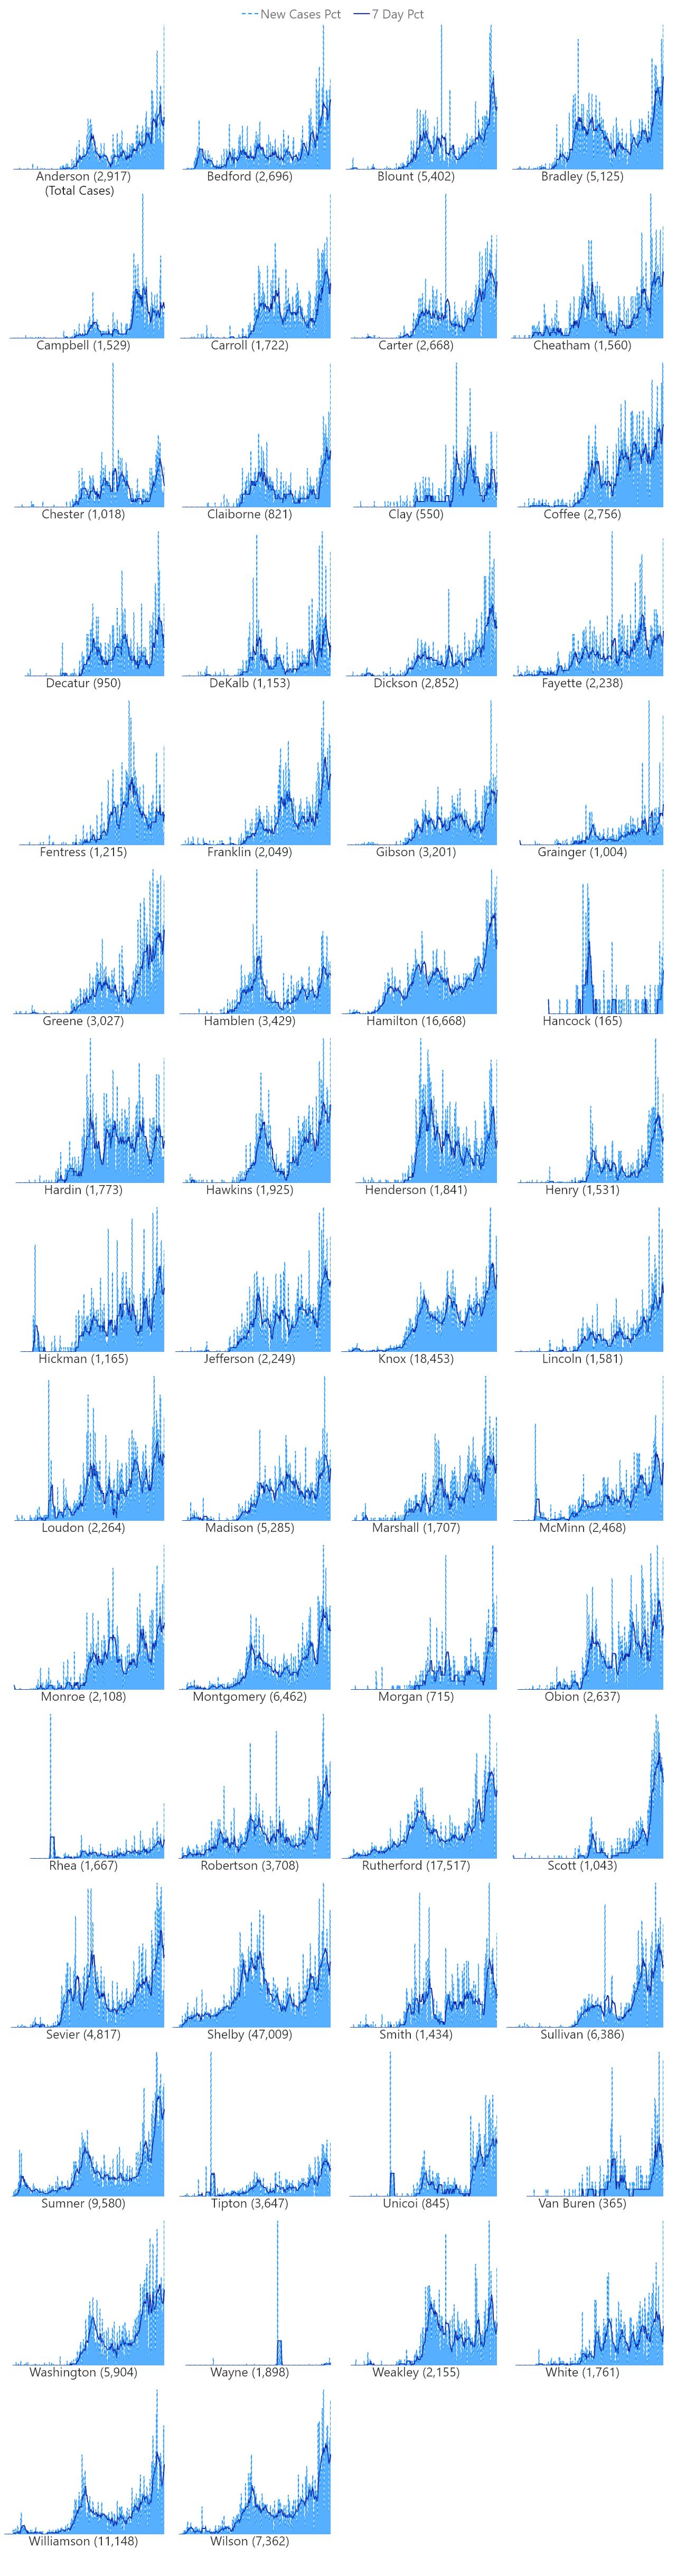 New Cases Pct 7 Day Pct
Anderson (2,917) Bedford (2,696) Blount (5,402) Bradley (5,125)
(Total Cases)
Campbell (1,529) Carroll (1,722) Carter (2,668) Cheatham (1,560)
Chester (1,018) Claiborne (821) Clay (550) Coffee (2,756)
Decatur (950) DeKalb (1,153) Dickson (2,852) Fayette (2,238)
Fentress (1,215) Franklin (2,049) Gibson (3,201) Grainger (1,004)
Greene (3,027) Hamblen (3,429) Hamilton (16,668) Hancock (165)
Hardin (1,773) Hawkins (1,925) Henderson (1,841) Henry (1,531)
Hickman (1,165) Jefferson (2,249) Knox (18,453) Lincoln (1,581)
Loudon (2,264) Madison (5,285) Marshall (1,707) McMinn (2,468)
Monroe (2,108) Montgomery (6,462) Morgan (715) Obion (2,637)
Rhea (1,667) Robertson (3,708) Rutherford (17,517) Scott (1,043)
Sevier (4,817) Shelby (47,009) Smith (1,434) Sullivan (6,386)
Sumner (9,580) Tipton (3,647) Unicoi (845) Van Buren (365)
Washington (5,904) Wayne (1,898) Weakley (2,155) White (1,761)
Williamson (11,148) Wilson (7,362)